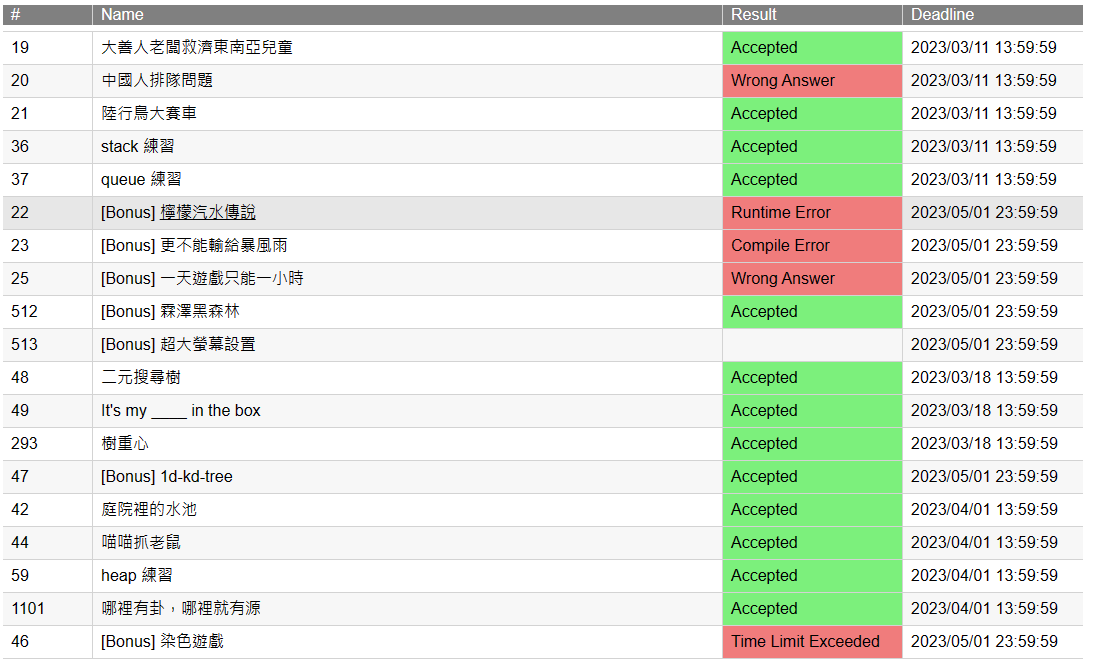 # Name Result Deadline
19 大善人老闆救濟東南亞兒童 Accepted 2023/03/11 13:59:59
20 中國人排隊問題 Wrong Answer 2023/03/11 13:59:59
21 陸行鳥大賽車 Accepted 2023/03/11 13:59:59
36 stack 練習 Accepted 2023/03/11 13:59:59
37 queue 練習 Accepted 2023/03/11 13:59:59
22 [Bonus] 檸檬汽水傳說 Runtime Error 2023/05/01 23:59:59
23 [Bonus] 更不能輸給暴風雨 Compile Error 2023/05/01 23:59:59
25 [Bonus] 一天遊戲只能一小時 Wrong Answer 2023/05/01 23:59:59
512 [Bonus] 霖澤黑森林 Accepted 2023/05/01 23:59:59
513 [Bonus] 超大螢幕設置 2023/05/01 23:59:59
48 二元搜尋樹 Accepted 2023/03/18 13:59:59
49 It's my ____ in the box Accepted 2023/03/18 13:59:59
293 樹重心 Accepted 2023/03/18 13:59:59
47 [Bonus] 1d-kd-tree Accepted 2023/05/01 23:59:59
42 庭院裡的水池 Accepted 2023/04/01 13:59:59
44 喵喵抓老鼠 Accepted 2023/04/01 13:59:59
59 heap 練習 Accepted 2023/04/01 13:59:59
1101 哪裡有卦，哪裡就有源 Accepted 2023/04/01 13:59:59
46 [Bonus] 染色遊戲 Time Limit Exceeded 2023/05/01 23:59:59